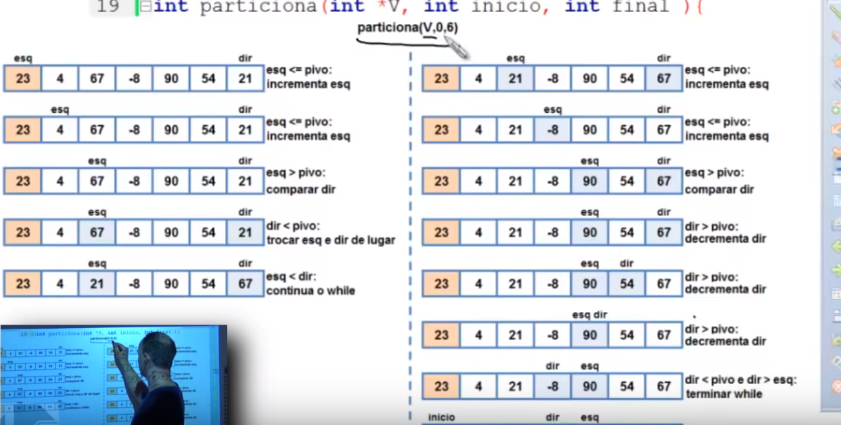 19 int particiona(int *V, int inicio, int final ){
particiona(V,0,6)
esq dir
23 4 67 -8 90 54 21 esq <= pivo:
incrementa esq
esq dir
23 4 67 -8 90 54 21 esq <= pivo:
incrementa esq
esq dir
23 4 67 -8 90 54 21 esq > pivo:
comparar dir
esq dir
23 4 67 -8 90 54 21 dir < pivo:
trocar esq e dir de lugar
esq dir
23 4 21 -8 90 54 67 esq < dir:
continua o while
esq dir
23 4 21 -8 90 54 67 esq <= pivo:
incrementa esq
esq dir
23 4 21 -8 90 54 67 esq <= pivo:
incrementa esq
esq dir
23 4 21 -8 90 54 67 esq > pivo:
comparar dir
esq dir
23 4 21 -8 90 54 67 dir > pivo:
decrementa dir
esq dir
23 4 21 -8 90 54 67 dir > pivo:
decrementa dir
esq dir
23 4 21 -8 90 54 67 dir > pivo:
decrementa dir
dir esq
23 4 21 -8 90 54 67 dir < pivo e dir > esq:
terminar while
inicio dir esq